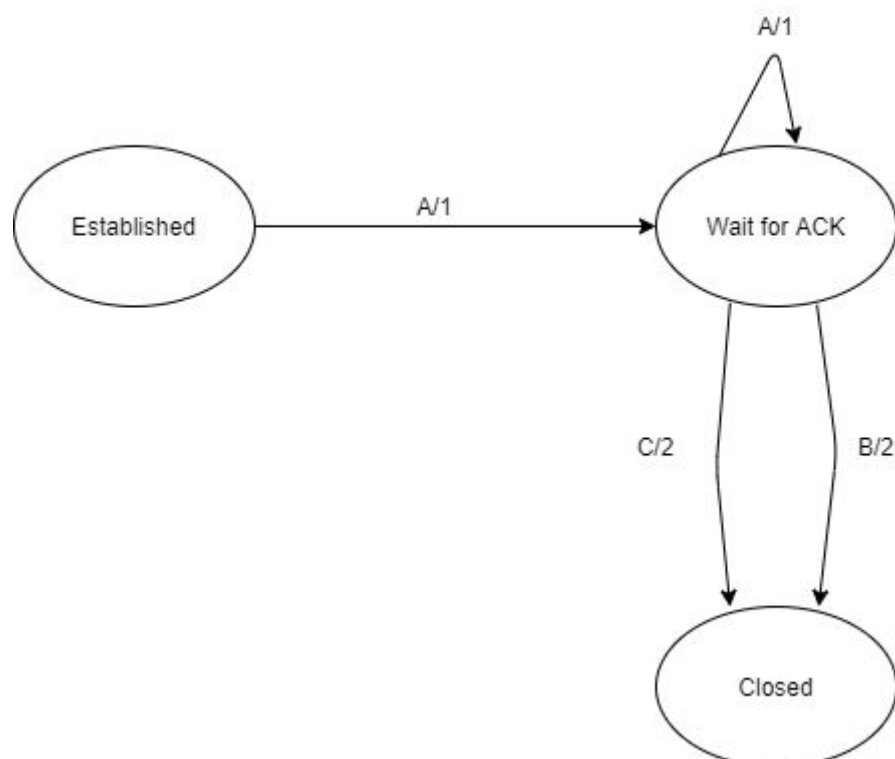 A/1
Established
A/1
Wait for ACK
C/2
B/2
Closed